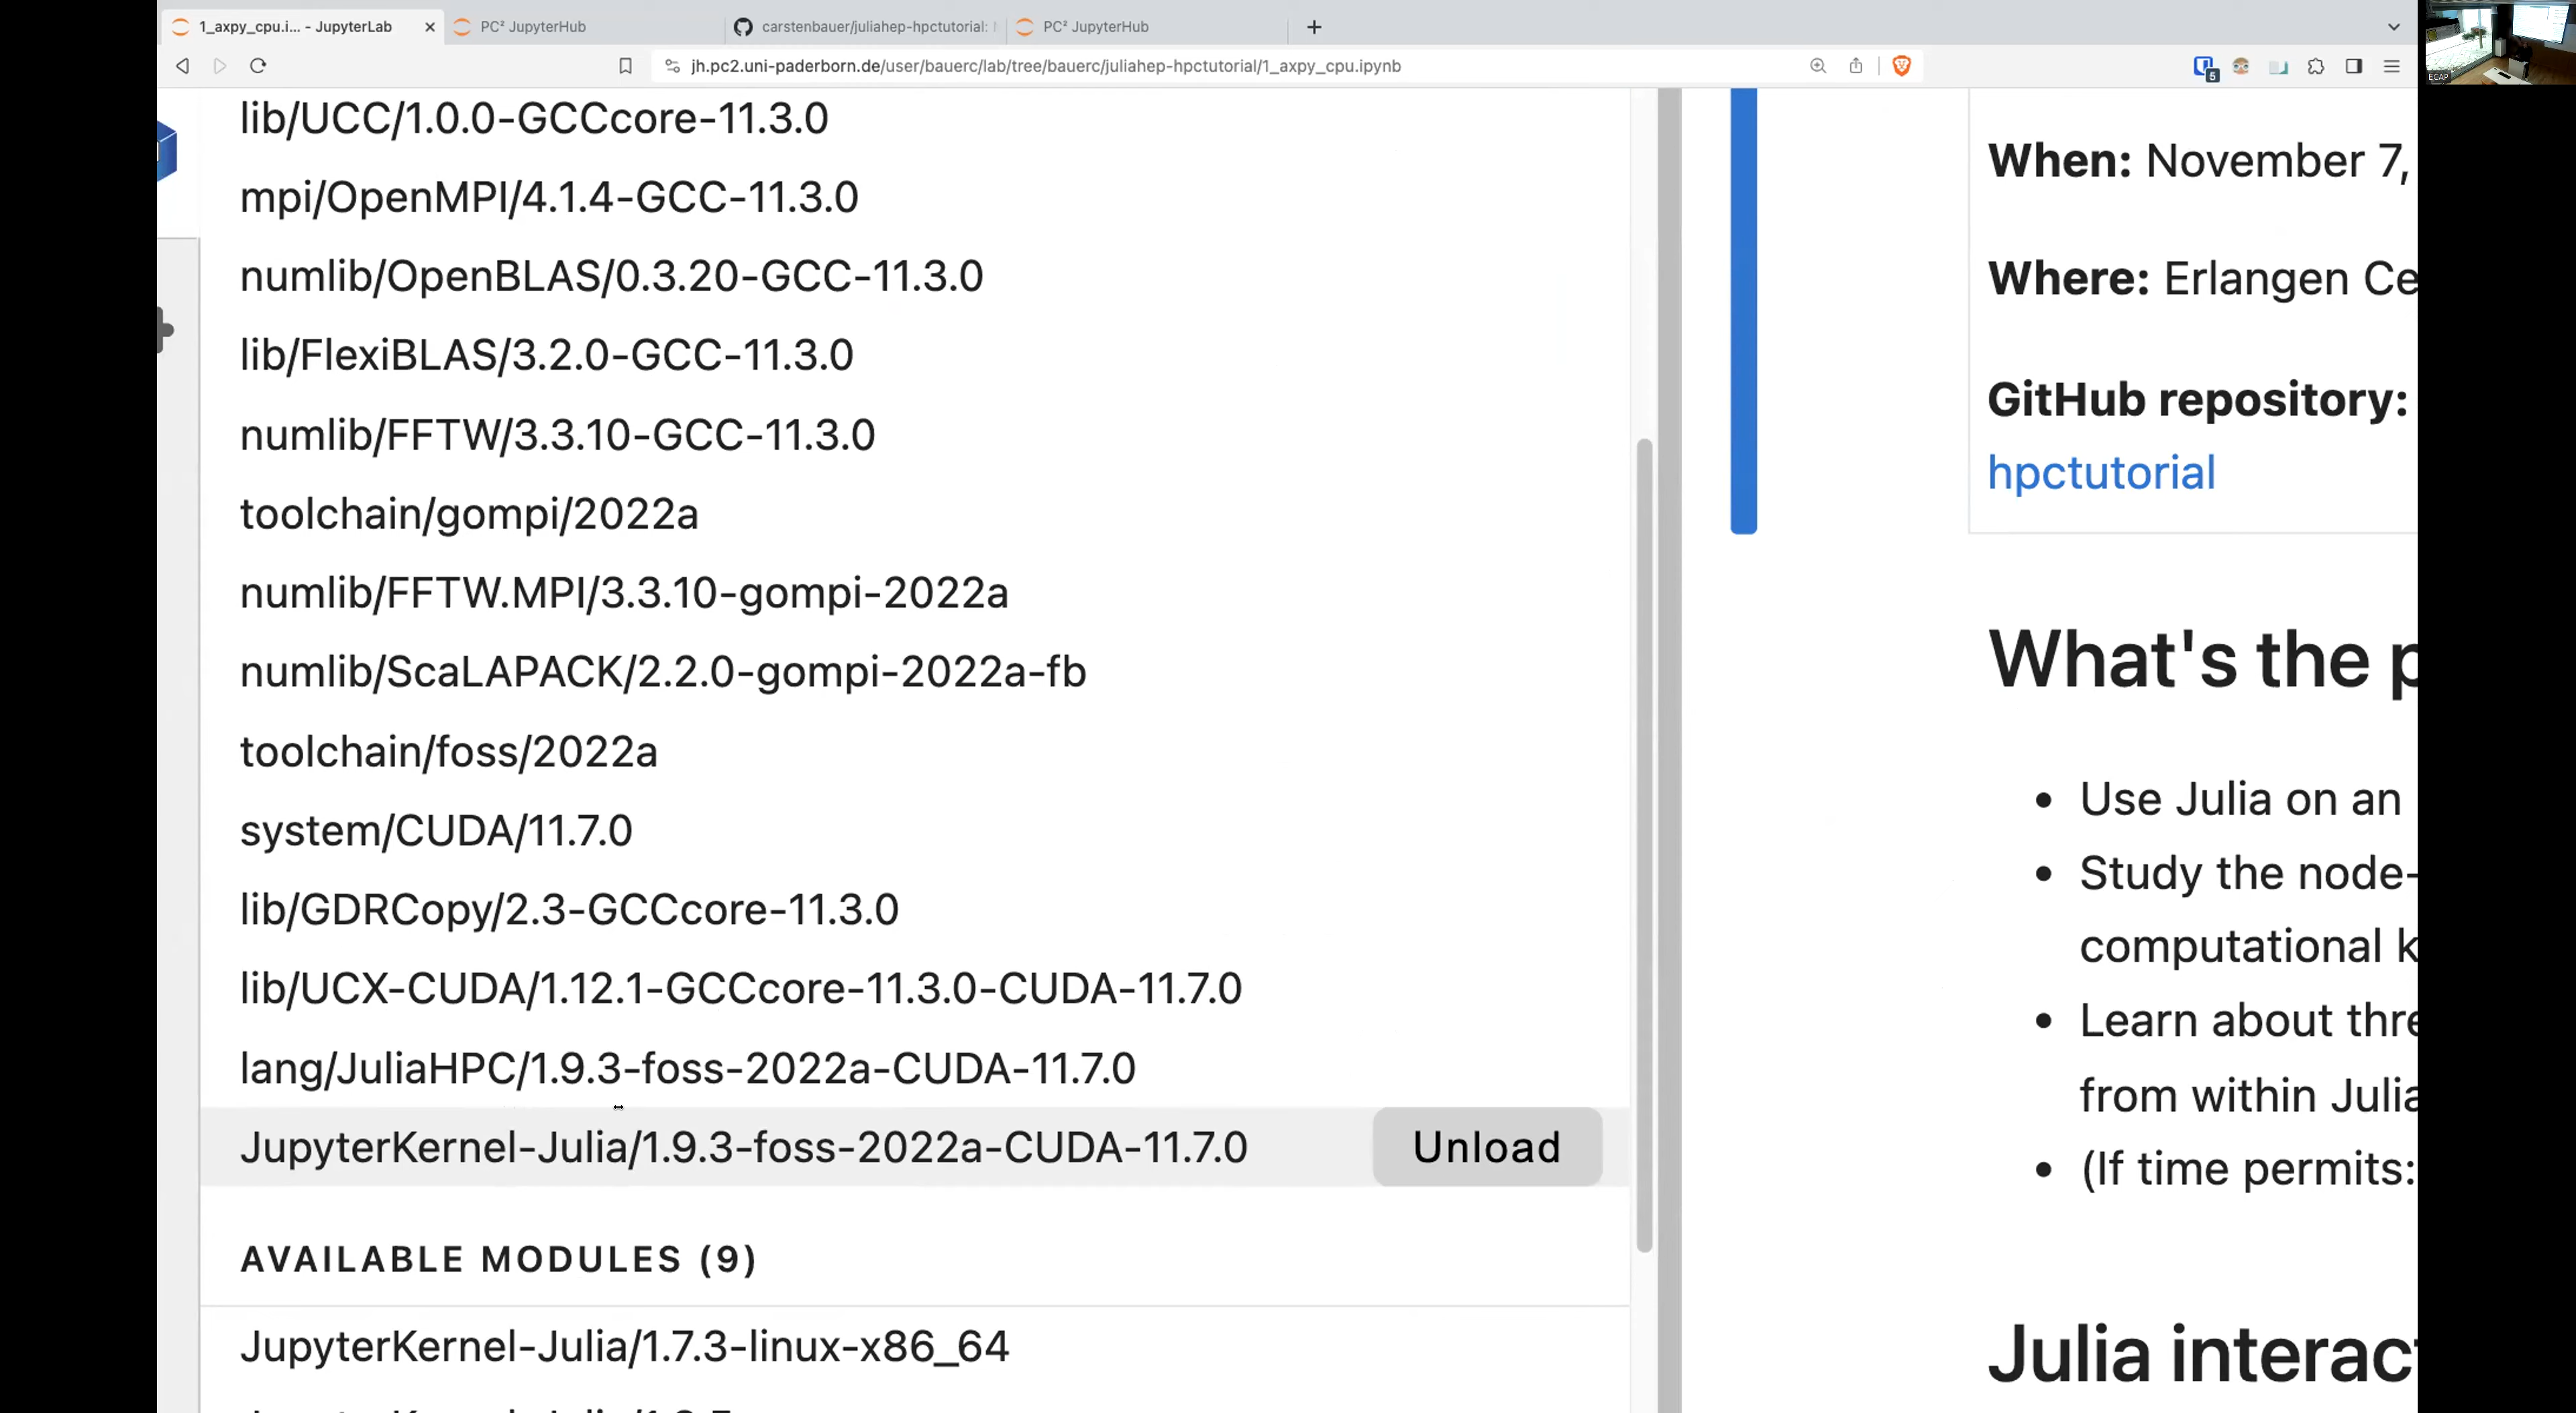 1_axpy_cpu.i... - JupyterLab
PC² JupyterHub
carstenbauer/juliahep-hpctutorial:
PC² JupyterHub
jh.pc2.uni-paderborn.de/user/bauerc/lab/tree/bauerc/juliahep-hpctutorial/1_axpy_cpu.ipynb
5
ECAP
lib/UCC/1.0.0-GCCcore-11.3.0
mpi/OpenMPI/4.1.4-GCC-11.3.0
numlib/OpenBLAS/0.3.20-GCC-11.3.0
lib/FlexiBLAS/3.2.0-GCC-11.3.0
numlib/FFTW/3.3.10-GCC-11.3.0
toolchain/gompi/2022a
numlib/FFTW.MPI/3.3.10-gompi-2022a
numlib/ScaLAPACK/2.2.0-gompi-2022a-fb
toolchain/foss/2022a
system/CUDA/11.7.0
lib/GDRCopy/2.3-GCCcore-11.3.0
lib/UCX-CUDA/1.12.1-GCCcore-11.3.0-CUDA-11.7.0
lang/JuliaHPC/1.9.3-foss-2022a-CUDA-11.7.0
JupyterKernel-Julia/1.9.3-foss-2022a-CUDA-11.7.0
Unload
AVAILABLE MODULES (9)
JupyterKernel-Julia/1.7.3-linux-x86_64
When: November 7,
Where: Erlangen Ce
GitHub repository:
hpctutorial
What's the p
Use Julia on an
Study the node-
computational k
Learn about thre
from within Julia
(If time permits:
Julia interac